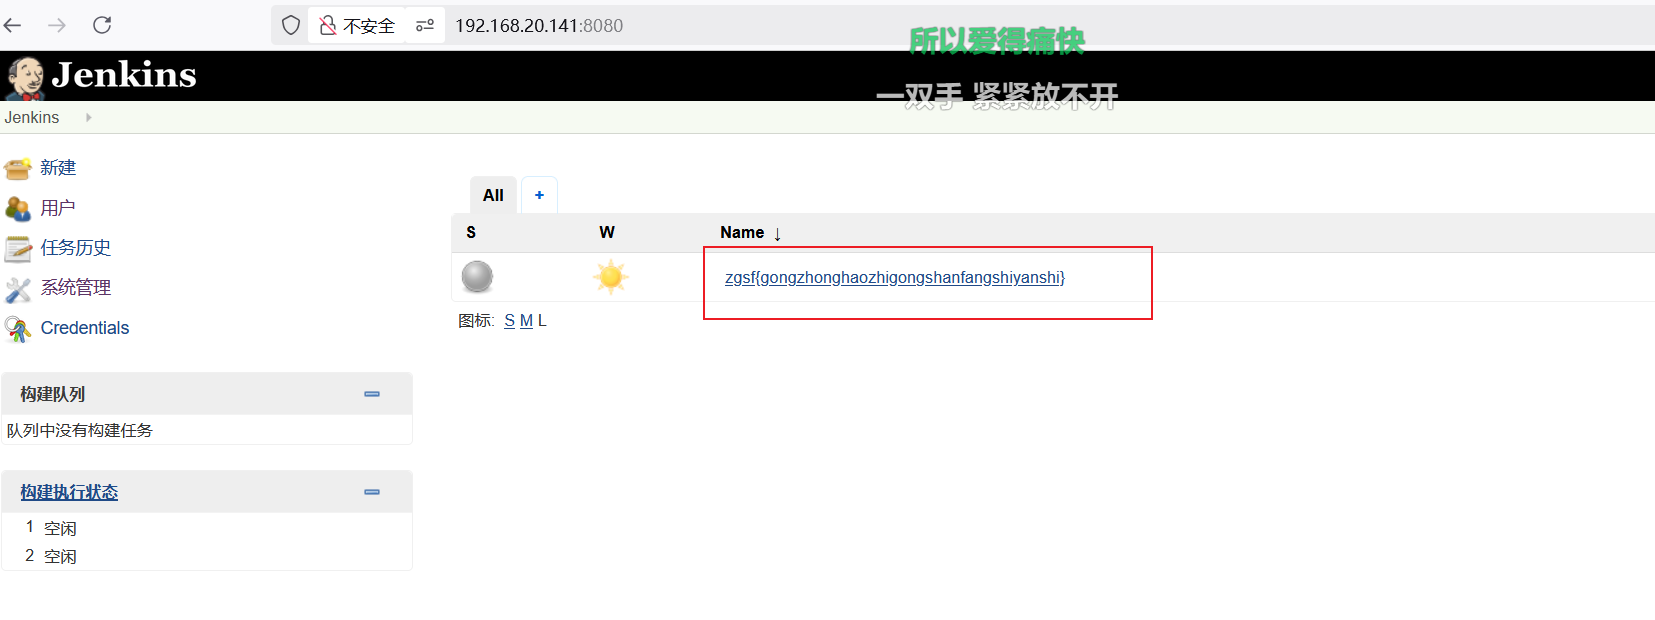 不安全 192.168.20.141:8080
所以爱得痛快
Jenkins
一双手 紧紧放不开
Jenkins
新建
用户
任务历史
系统管理
Credentials
构建队列
队列中没有构建任务
构建执行状态
1 空闲
2 空闲
All +
S W Name ↓
zgsf{gongzhonghaozhigongshanfangshiyanshi}
图标: S M L